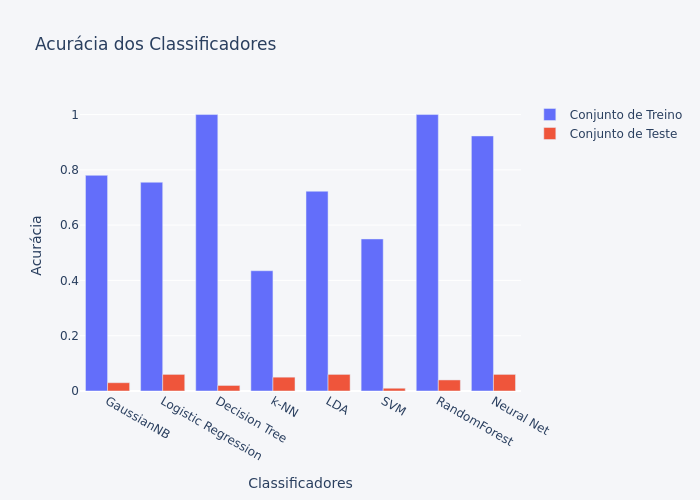 Acurácia dos Classificadores
Conjunto de Treino
Conjunto de Teste
Acurácia
1
0.8
0.6
0.4
0.2
0
GaussianNB
Logistic Regression
Decision Tree
k-NN
LDA
SVM
RandomForest
Neural Net
Classificadores